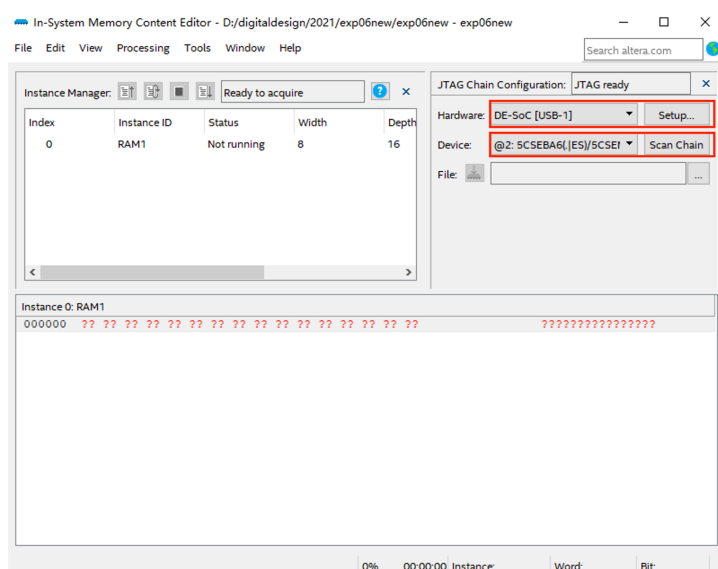 In-System Memory Content Editor - D:/digitaldesign/2021/exp06new/exp06new - exp06new
File Edit View Processing Tools Window Help
Search altera.com
Instance Manager: Ready to acquire
Index Instance ID Status Width Depth
0 RAM1 Not running 8 16
JTAG Chain Configuration: JTAG ready
Hardware: DE-SoC [USB-1] Setup...
Device: @2: 5CSEBA6(.|ES)/5CSEI Scan Chain
File: ...
Instance 0: RAM1
000000 ?? ?? ?? ?? ?? ?? ?? ?? ?? ?? ?? ?? ?? ?? ?? ?? ????????????????
0% 00:00:00 Instance: Word: Bit: